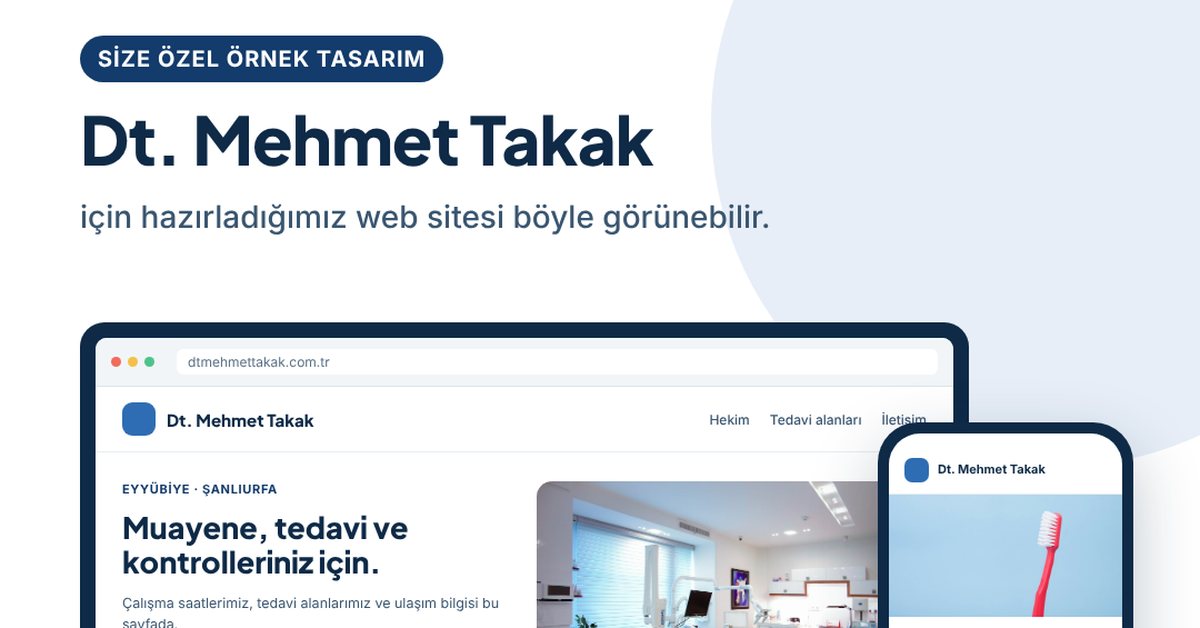 SİZE ÖZEL ÖRNEK TASARIM
Dt. Mehmet Takak
için hazırladığımız web sitesi böyle görünebilir.
dtmehmettakak.com.tr
Dt. Mehmet Takak
Hekim Tedavi alanları İletişim
Dt. Mehmet Takak
EYYÜBİYE · ŞANLIURFA
Muayene, tedavi ve
kontrolleriniz için.
Çalışma saatlerimiz, tedavi alanlarımız ve ulaşım bilgisi bu
sayfada.